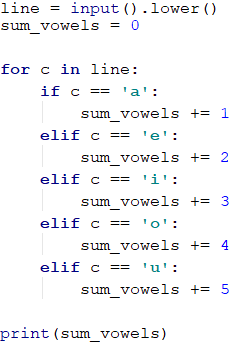 line = input().lower()
sum_vowels = 0

for c in line:
    if c == 'a':
        sum_vowels += 1
    elif c == 'e':
        sum_vowels += 2
    elif c == 'i':
        sum_vowels += 3
    elif c == 'o':
        sum_vowels += 4
    elif c == 'u':
        sum_vowels += 5

print(sum_vowels)